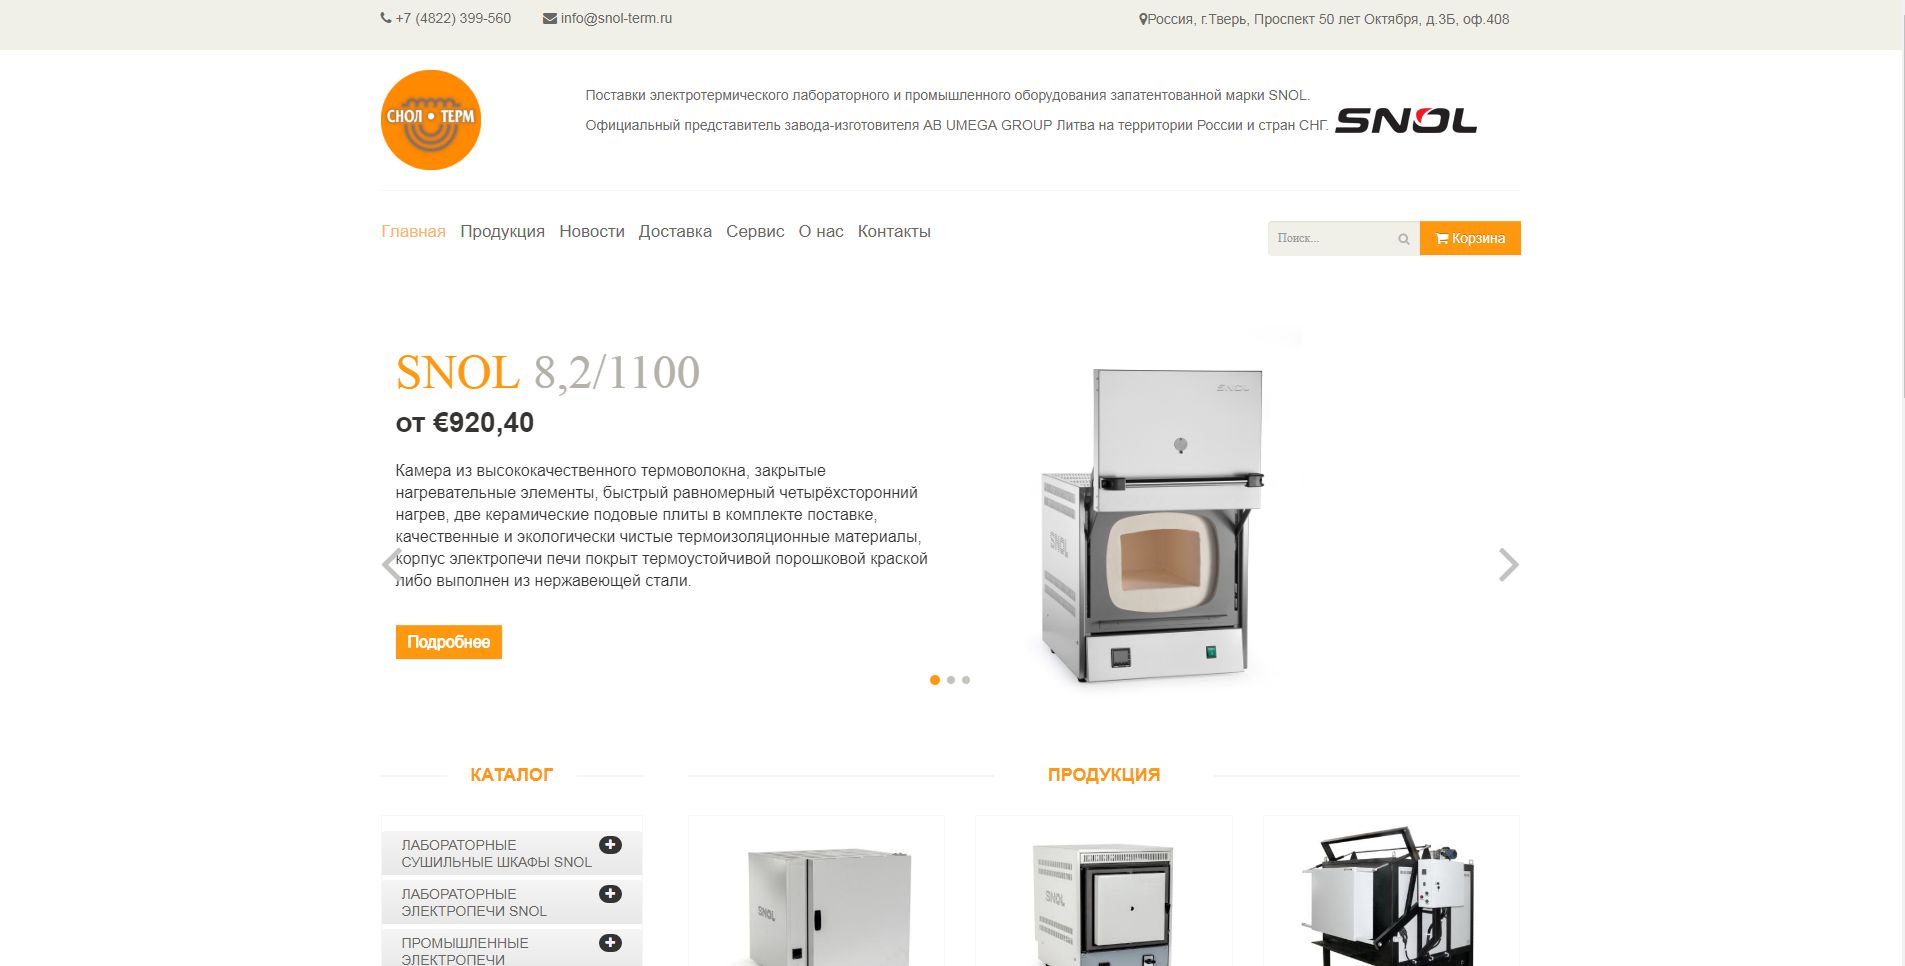 +7 (4822) 399-560 info@snol-term.ru Россия, г.Тверь, Проспект 50 лет Октября, д.3Б, оф.408
СНОЛ • ТЕРМ
Поставки электротермического лабораторного и промышленного оборудования запатентованной марки SNOL.
Официальный представитель завода-изготовителя AB UMEGA GROUP Литва на территории России и стран СНГ.
SNOL
Главная Продукция Новости Доставка Сервис О нас Контакты
Поиск... Корзина
SNOL 8,2/1100
от €920,40
Камера из высококачественного термоволокна, закрытые
нагревательные элементы, быстрый равномерный четырёхсторонний
нагрев, две керамические подовые плиты в комплекте поставке,
качественные и экологически чистые термоизоляционные материалы,
корпус электропечи печи покрыт термоустойчивой порошковой краской
либо выполнен из нержавеющей стали.
Подробнее
SNOL
SNOL
КАТАЛОГ
ПРОДУКЦИЯ
ЛАБОРАТОРНЫЕ
СУШИЛЬНЫЕ ШКАФЫ SNOL
ЛАБОРАТОРНЫЕ
ЭЛЕКТРОПЕЧИ SNOL
ПРОМЫШЛЕННЫЕ
ЭЛЕКТРОПЕЧИ
SNOL
SNOL